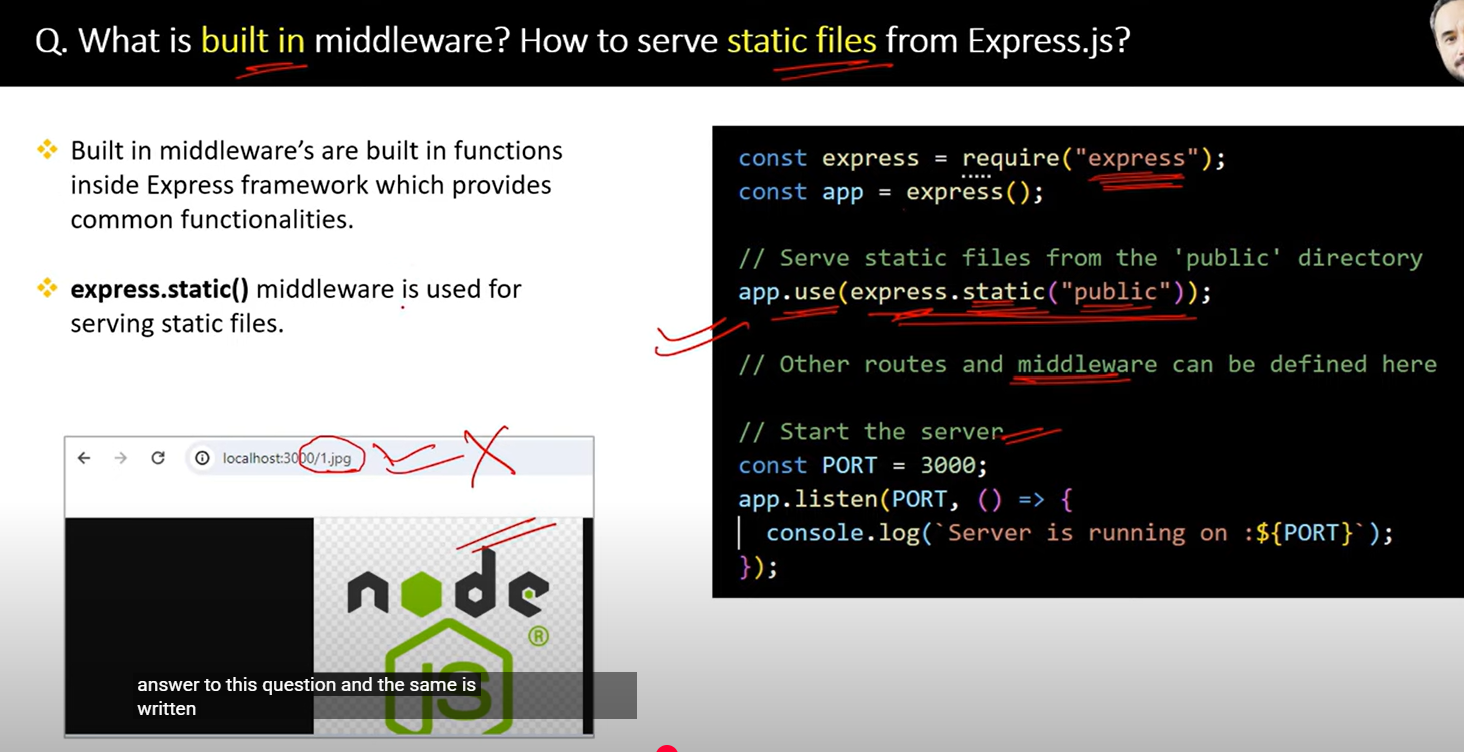 Q. What is built in middleware? How to serve static files from Express.js?
Built in middleware's are built in functions
inside Express framework which provides
common functionalities.
express.static() middleware is used for
serving static files.
localhost:3000/1.jpg
node
®
JS
answer to this question and the same is
written
const express = require("express");
const app = express();
// Serve static files from the 'public' directory
app.use(express.static("public"));
// Other routes and middleware can be defined here
// Start the server
const PORT = 3000;
app.listen(PORT, () => {
console.log(`Server is running on :${PORT}`);
});